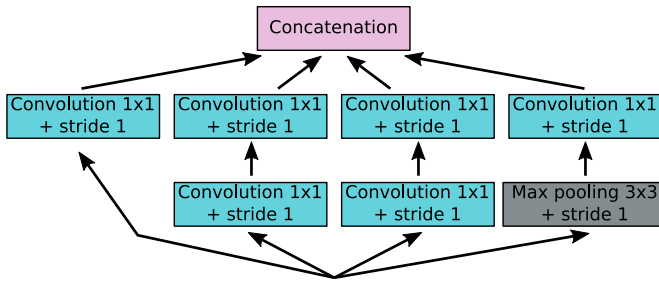 Concatenation
Convolution 1x1
+ stride 1
Convolution 1x1
+ stride 1
Convolution 1x1
+ stride 1
Convolution 1x1
+ stride 1
Convolution 1x1
+ stride 1
Convolution 1x1
+ stride 1
Max pooling 3x3
+ stride 1